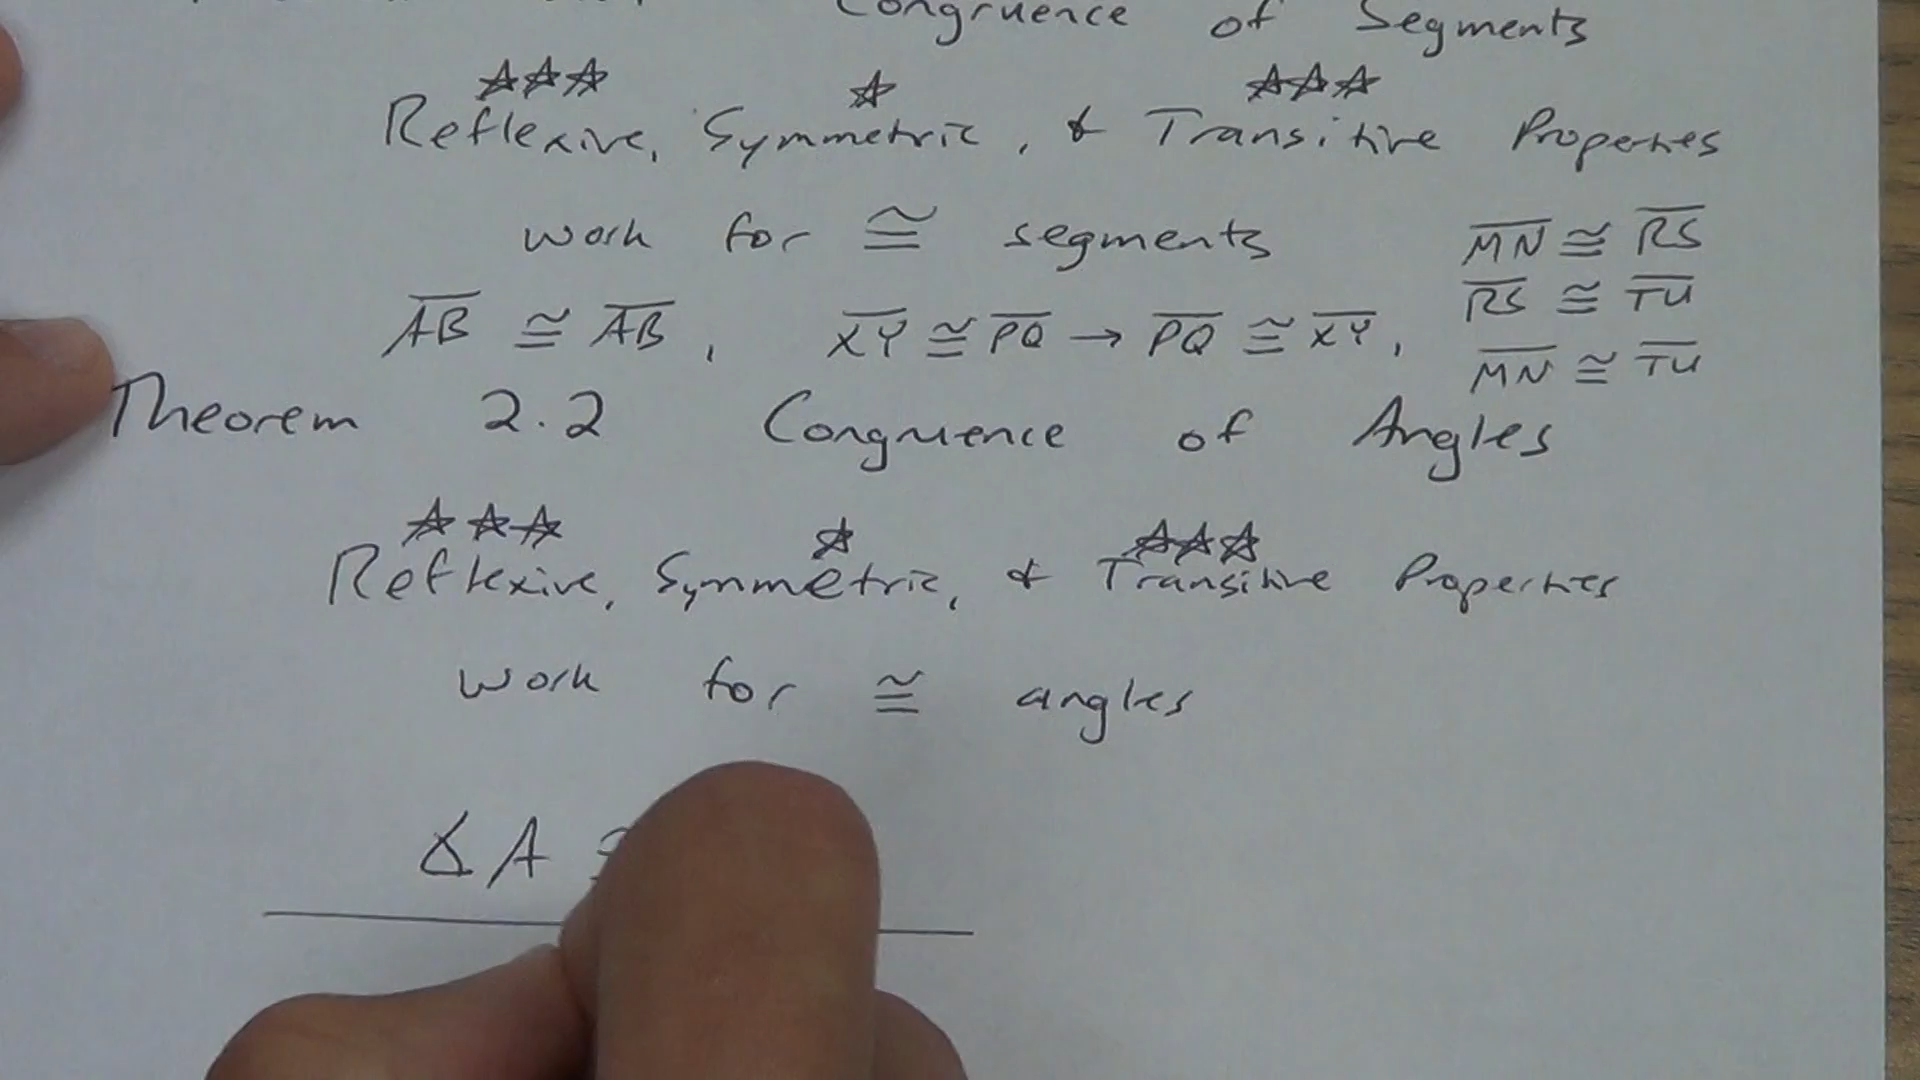 Congruence of Segments
Reflexive, Symmetric, & Transitive Properties
work for ≅ segments
MN ≅ RS
RS ≅ TU
AB ≅ AB, XY ≅ PQ → PQ ≅ XY,
MN ≅ TU
Theorem 2.2 Congruence of Angles
Reflexive, Symmetric, & Transitive Properties
work for ≅ angles
∡A